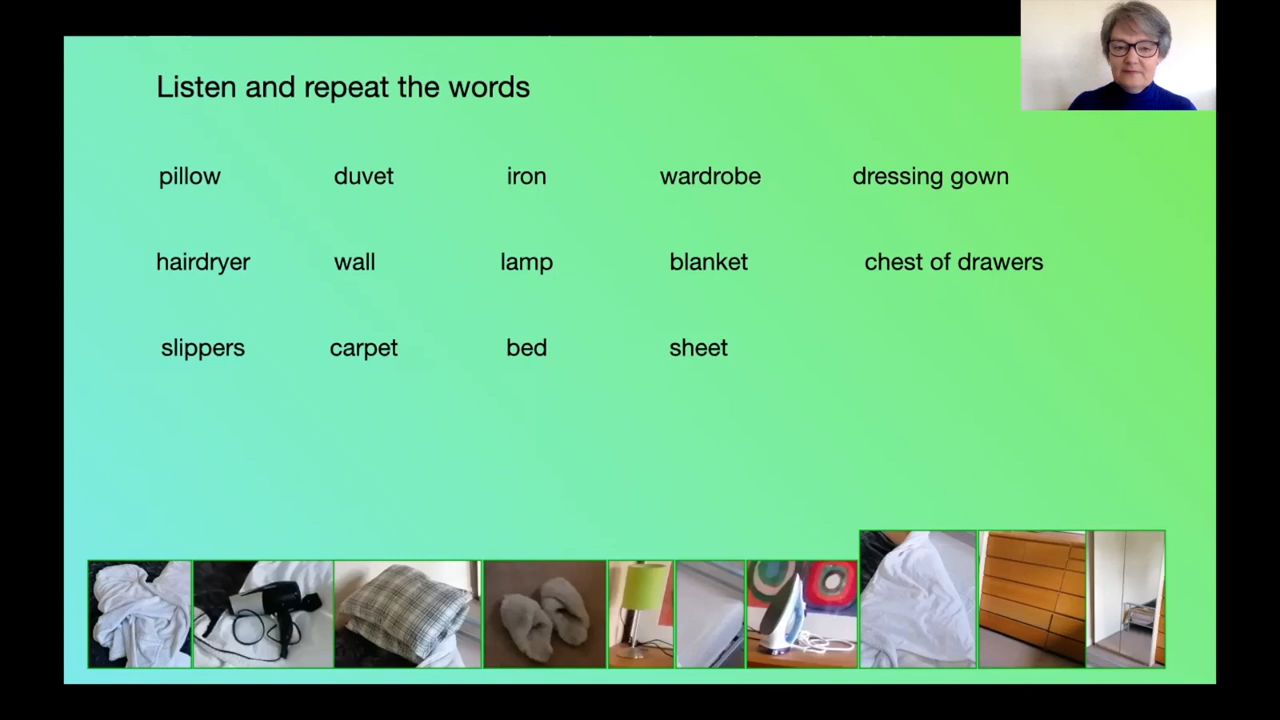 Listen and repeat the words
pillow duvet iron wardrobe dressing gown
hairdryer wall lamp blanket chest of drawers
slippers carpet bed sheet